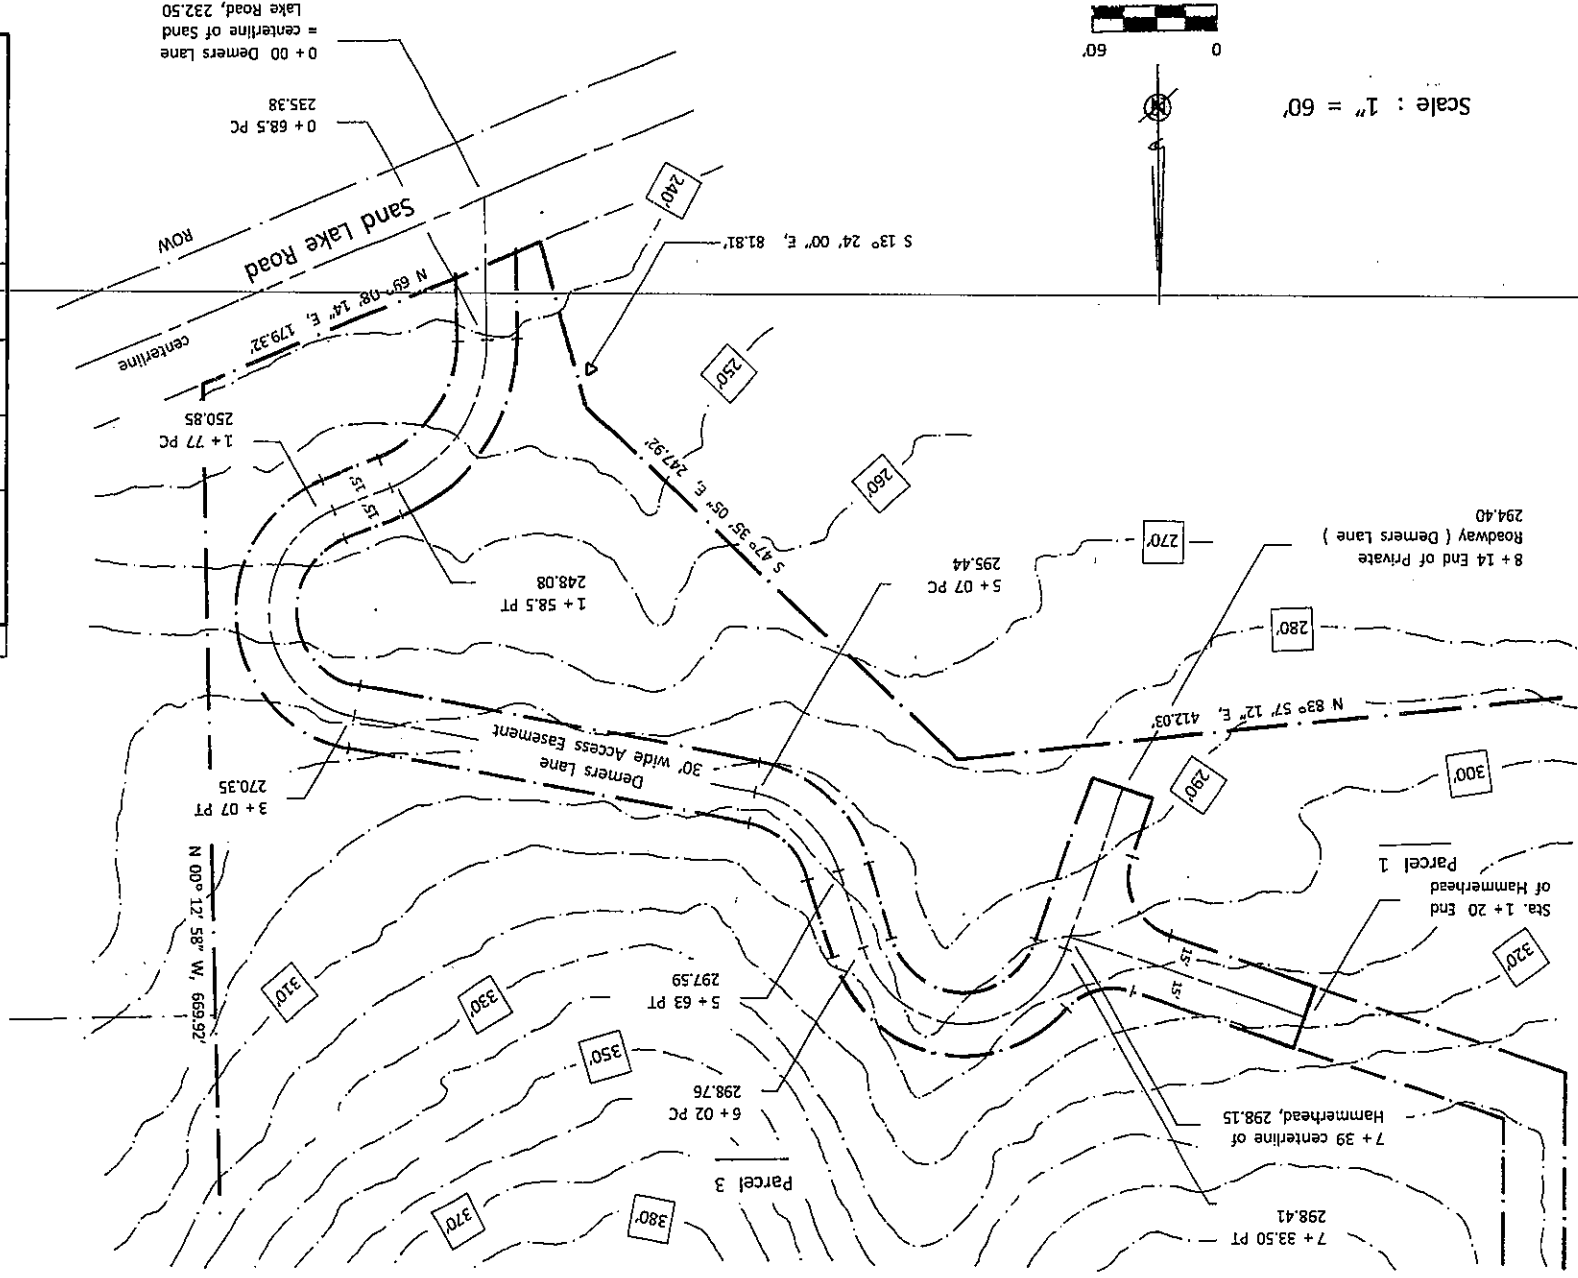 7 + 33.50 PT
298.41
7 + 39 centerline of
Hammerhead, 298.15
Parcel 3
380'
370'
6 + 02 PC
298.76
350'
5 + 63 PT
297.59
330'
310'
N 00° 12' 58" W, 669.92'
320'
Sta. 1 + 20 End
of Hammerhead
15'
15'
Parcel 1
300'
290'
N 83° 57' 12" E, 412.03'
3 + 07 PT
270.35
Demers Lane
30' wide Access Easement
280'
270'
8 + 14 End of Private
Roadway ( Demers Lane )
294.40
5 + 07 PC
295.44
1 + 58.5 PT
248.08
15'
15'
260'
S 47° 35' 05" E, 247.92'
1 + 77 PC
250.85
250'
centerline
N 69° 08' 14" E, 179.32'
S 13° 24' 00" E, 81.81'
Sand Lake Road
ROW
240'
0 + 68.5 PC
235.38
0 + 00 Demers Lane
= centerline of Sand
Lake Road, 232.50
Scale : 1" = 60'
N
0
60'